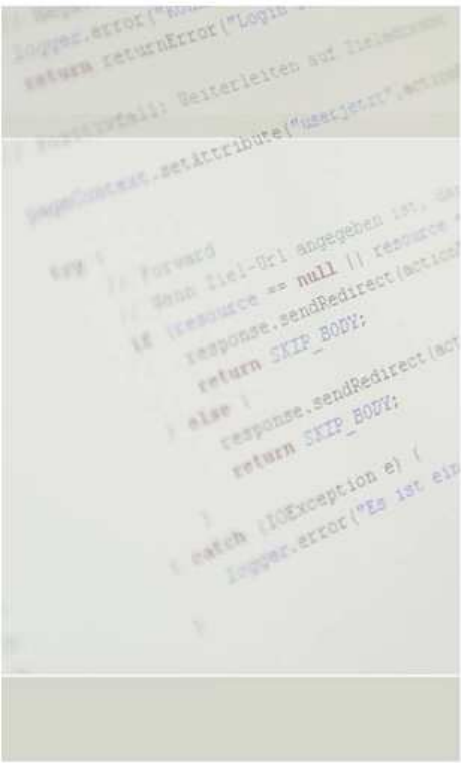 logger.error("
return returnError("Login
Weiterleiten auf
pageContext.setAttribute("userjetzt",
try {
// Forward
// Wenn Ziel-Url angegeben ist,
if (resource == null || resource
response.sendRedirect(action
return SKIP_BODY;
} else {
response.sendRedirect(act
return SKIP_BODY;
}
} catch (IOException e) {
logger.error("Es ist ein
}